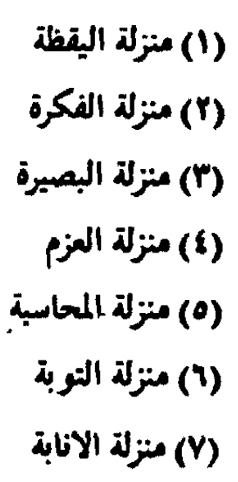 (١) منزلة اليقظة
(٢) منزلة الفكرة
(٣) منزلة البصيرة
(٤) منزلة العزم
(٥) منزلة المحاسبة
(٦) منزلة التوبة
(٧) منزلة الانابة